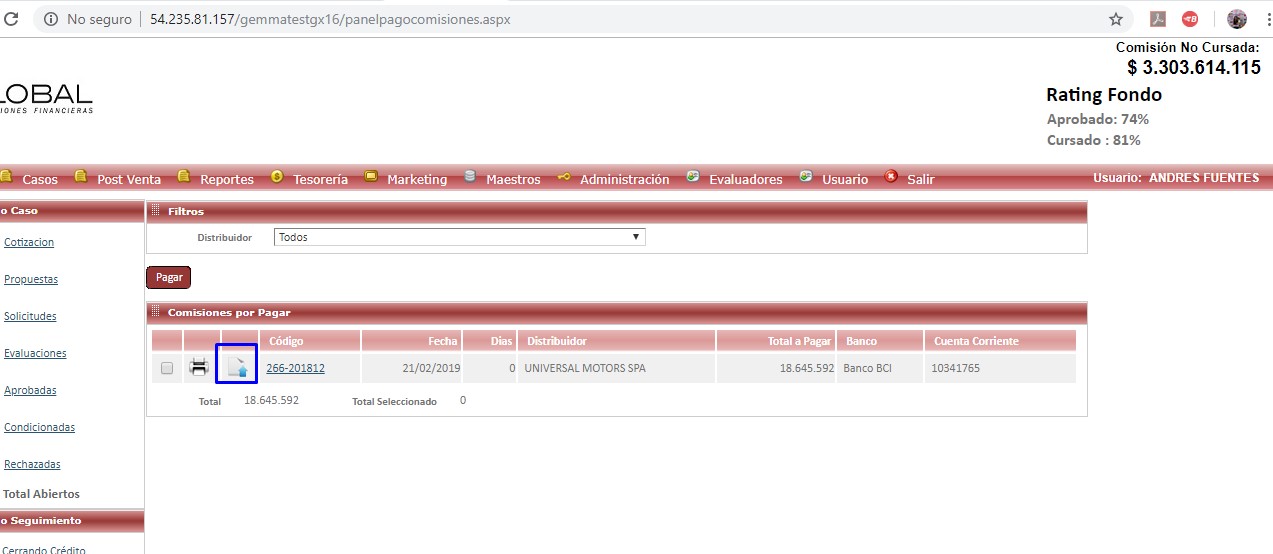 No seguro | 54.235.81.157/gemmatestgx16/panelpagocomisiones.aspx
Comisión No Cursada:
$ 3.303.614.115
LOBAL
IONES FINANCIERAS
Rating Fondo
Aprobado: 74%
Cursado : 81%
Casos Post Venta Reportes Tesorería Marketing Maestros Administración Evaluadores Usuario Salir Usuario: ANDRES FUENTES
o Caso
Cotizacion
Propuestas
Solicitudes
Evaluaciones
Aprobadas
Condicionadas
Rechazadas
Total Abiertos
o Seguimiento
Cerrando Crédito
Filtros
Distribuidor Todos
Pagar
Comisiones por Pagar
Código Fecha Dias Distribuidor Total a Pagar Banco Cuenta Corriente
266-201812 21/02/2019 0 UNIVERSAL MOTORS SPA 18.645.592 Banco BCI 10341765
Total 18.645.592 Total Seleccionado 0